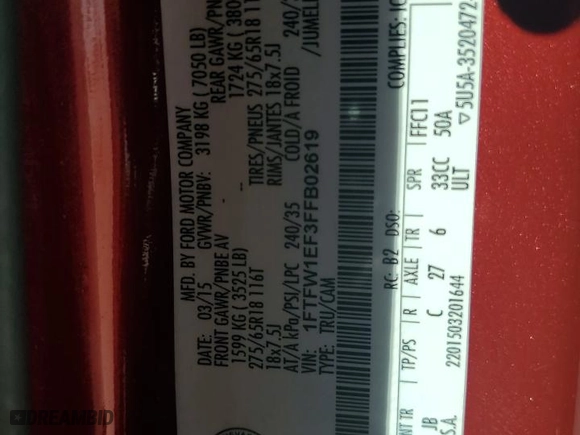 MFD. BY FORD MOTOR COMPANY
DATE: 03/15 GVWR/PNBV: 3198 KG ( 7050 LB)
FRONT GAWR/PNBE AV REAR GAWR/PN
1599 KG ( 3525 LB) 1724 KG ( 380
275/65R18 116T TIRES/PNEUS 275/65R18 11
18x7.5J RIMS/JANTES 18x7.5J
AT/A kPa/PSI/LPC 240/35 COLD/A FROID 240/
VIN: 1FTFW1EF3FFB02619 /JUMEL
TYPE: TRU/CAM
COMPLIES: IC
RC: B2 DSO:
NT TR TP/PS R AXLE TR SPR FFC11
JB C 27 6 33CC 50A
S.A. ULT
2201503201644 ▽5U5A-3520472
DREAMBID